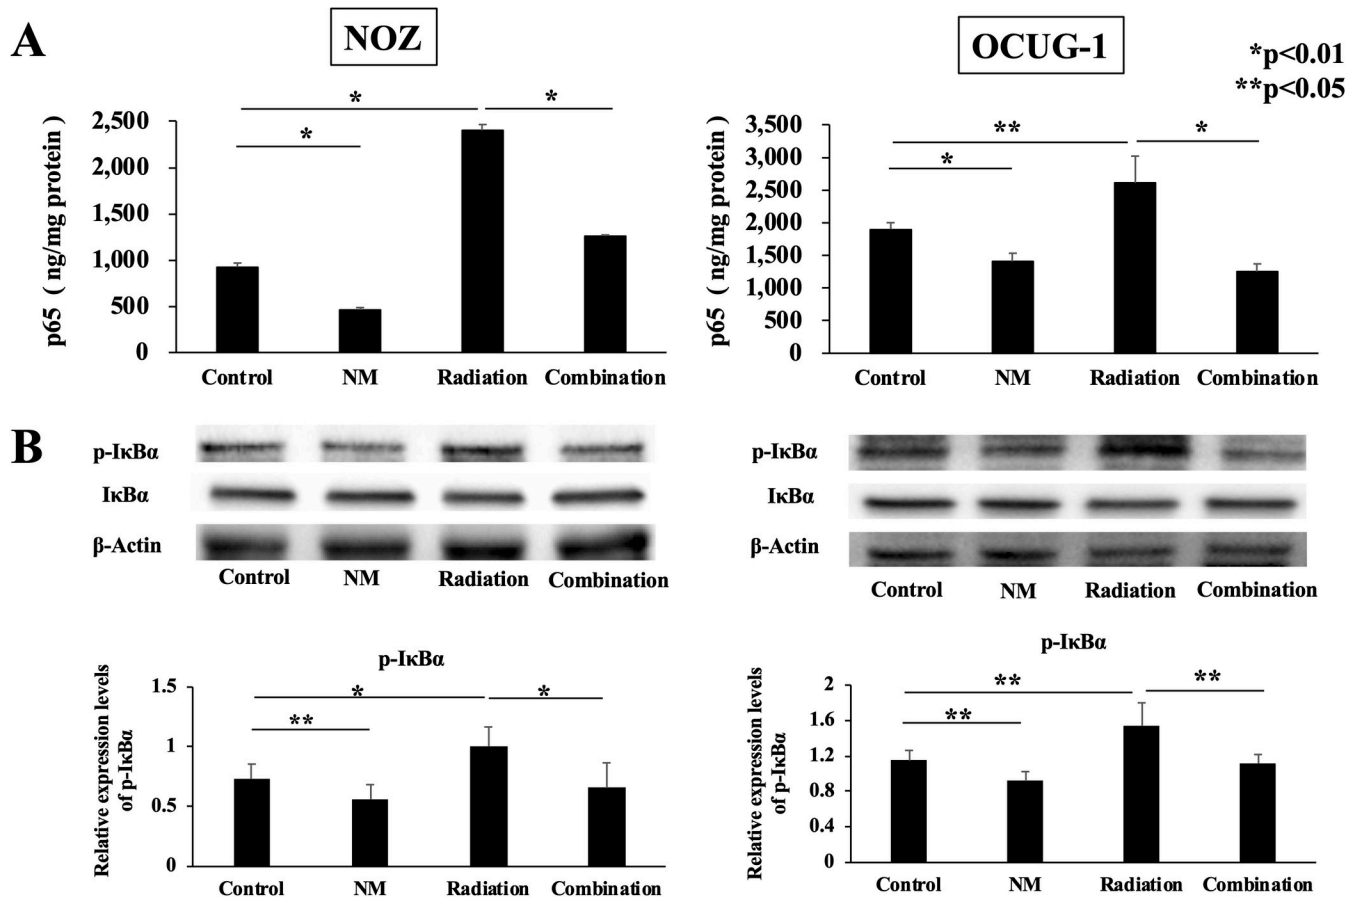 A
NOZ
OCUG-1
*p<0.01
**p<0.05
p65 ( ng/mg protein )
2,500
2,000
1,500
1,000
500
0
*
*
*
Control NM Radiation Combination
p65 ( ng/mg protein )
3,500
3,000
2,500
2,000
1,500
1,000
500
0
**
*
*
Control NM Radiation Combination
B
p-IκBα
IκBα
β-Actin
Control NM Radiation Combination
p-IκBα
IκBα
β-Actin
Control NM Radiation Combination
p-IκBα
Relative expression levels
of p-IκBα
1.5
1
0.5
0
*
**
*
Control NM Radiation Combination
p-IκBα
Relative expression levels
of p-IκBα
2
1.6
1.2
0.8
0.4
0
**
**
**
Control NM Radiation Combination